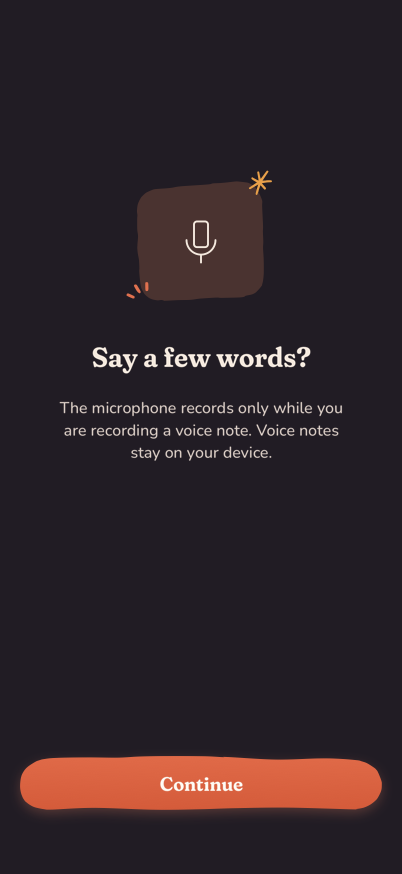 Say a few words?
The microphone records only while you
are recording a voice note. Voice notes
stay on your device.
Continue